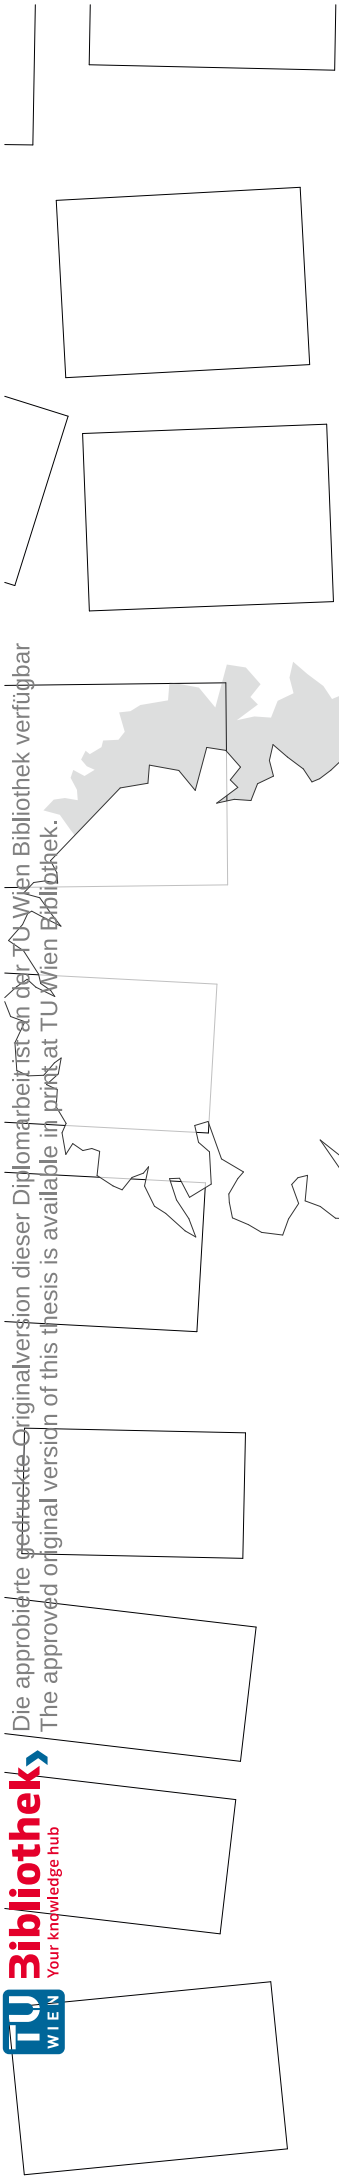 Die approbierte gedruckte Originalversion dieser Diplomarbeit ist an der TU Wien Bibliothek verfügbar
The approved original version of this thesis is available in print at TU Wien Bibliothek.
Bibliothek
Your knowledge hub
TU
WIEN